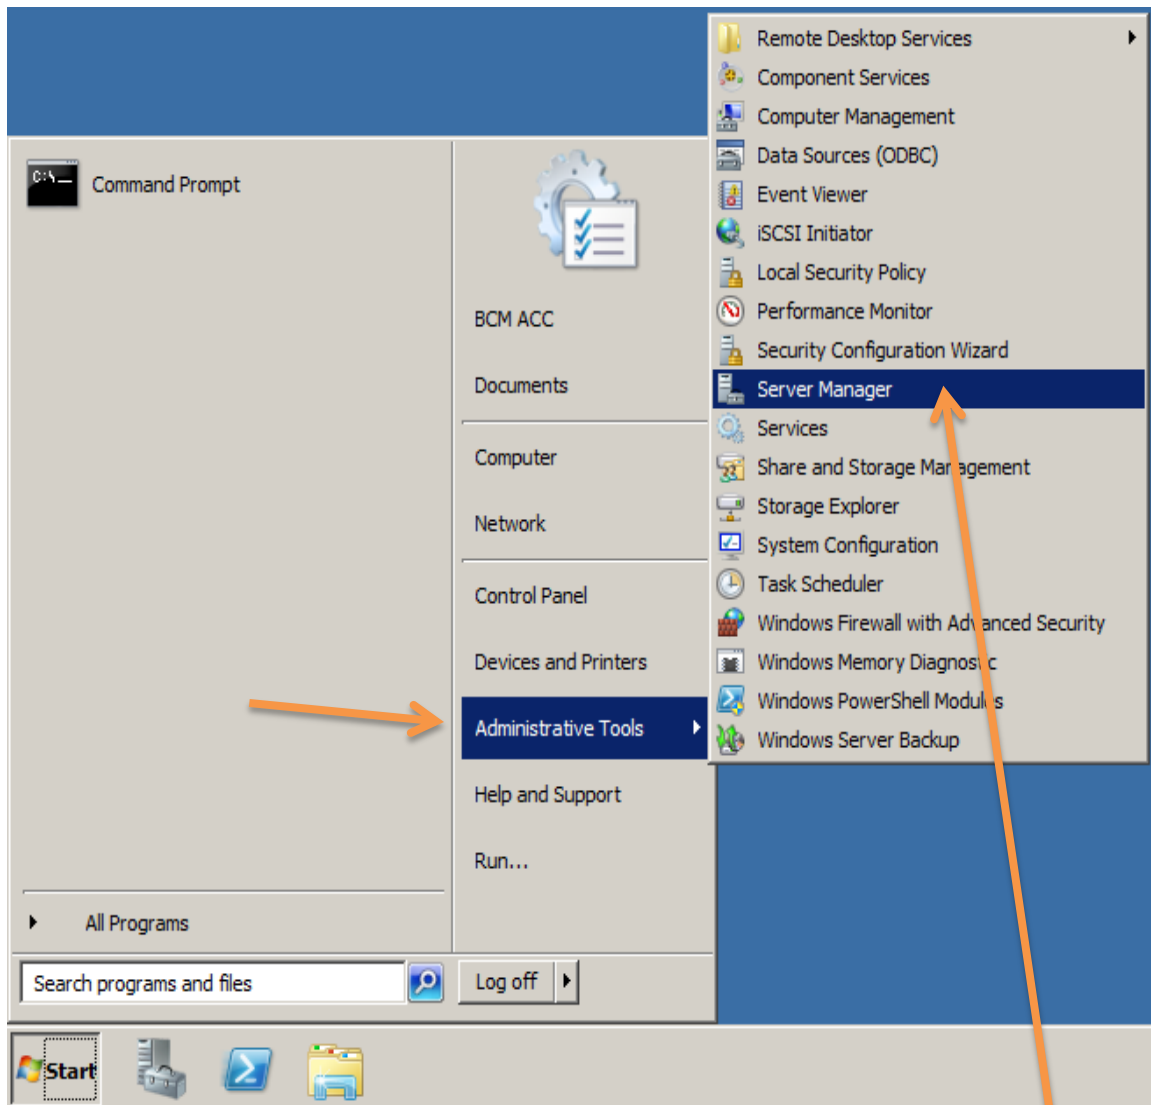 Remote Desktop Services
Component Services
Computer Management
Data Sources (ODBC)
Event Viewer
iSCSI Initiator
Local Security Policy
Performance Monitor
Security Configuration Wizard
Server Manager
Services
Share and Storage Management
Storage Explorer
System Configuration
Task Scheduler
Windows Firewall with Advanced Security
Windows Memory Diagnostic
Windows PowerShell Modules
Windows Server Backup
C:\_
Command Prompt
BCM ACC
Documents
Computer
Network
Control Panel
Devices and Printers
Administrative Tools
Help and Support
Run...
All Programs
Search programs and files
Log off
Start